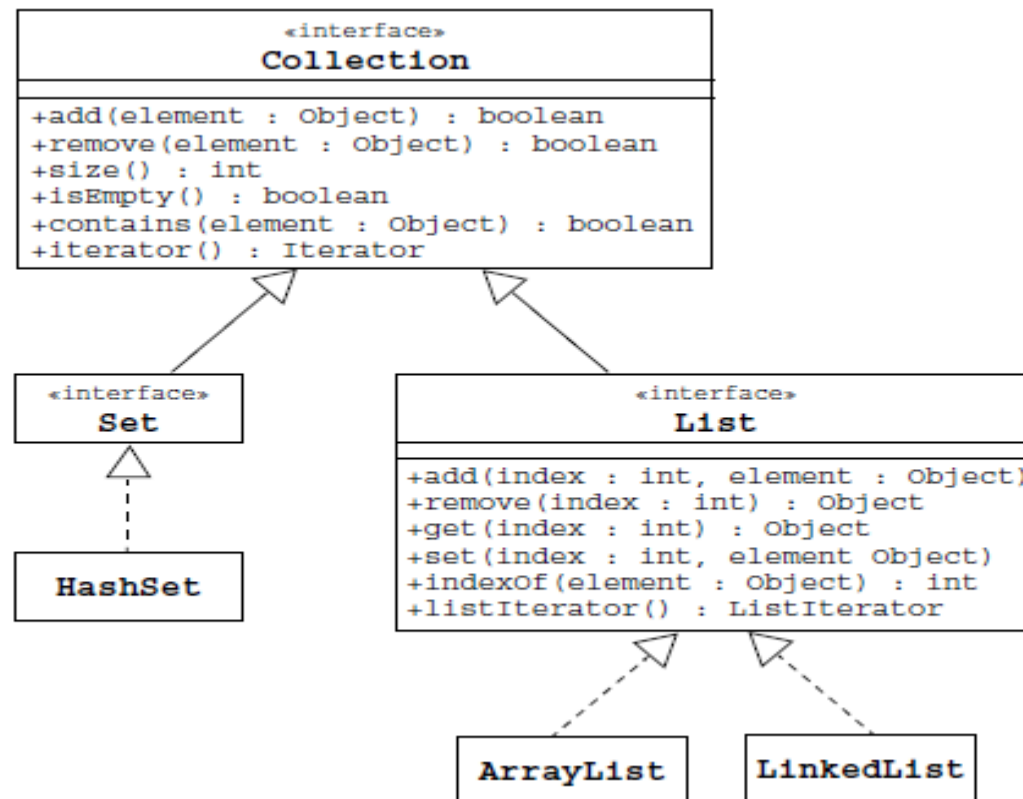 «interface»
Collection
+add(element : Object) : boolean
+remove(element : Object) : boolean
+size() : int
+isEmpty() : boolean
+contains(element : Object) : boolean
+iterator() : Iterator
«interface»
Set
HashSet
«interface»
List
+add(index : int, element : Object)
+remove(index : int) : Object
+get(index : int) : Object
+set(index : int, element Object)
+indexOf(element : Object) : int
+listIterator() : ListIterator
ArrayList
LinkedList